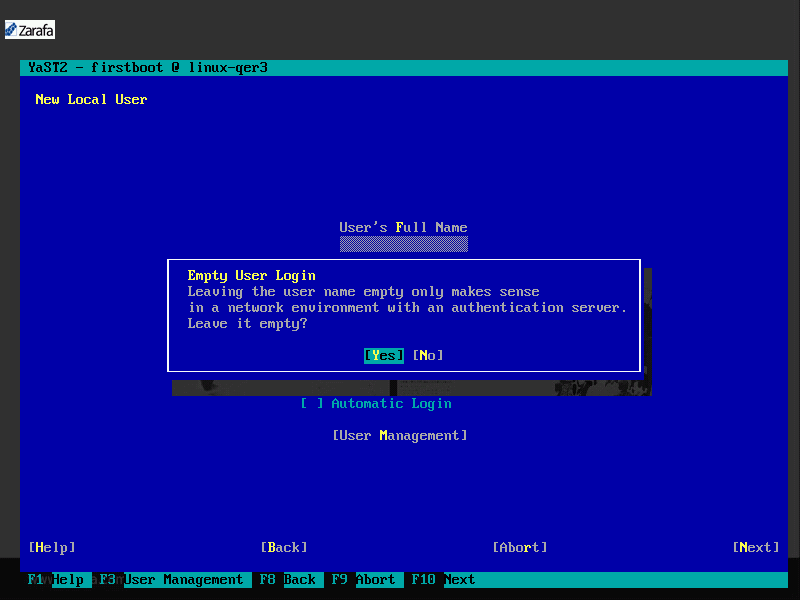 Zarafa
YaST2 - firstboot @ linux-qer3
New Local User
User's Full Name
Empty User Login
Leaving the user name empty only makes sense
in a network environment with an authentication server.
Leave it empty?
[Yes] [No]
[ ] Automatic Login
[User Management]
[Help] [Back] [Abort] [Next]
F1 Help F3 User Management F8 Back F9 Abort F10 Next